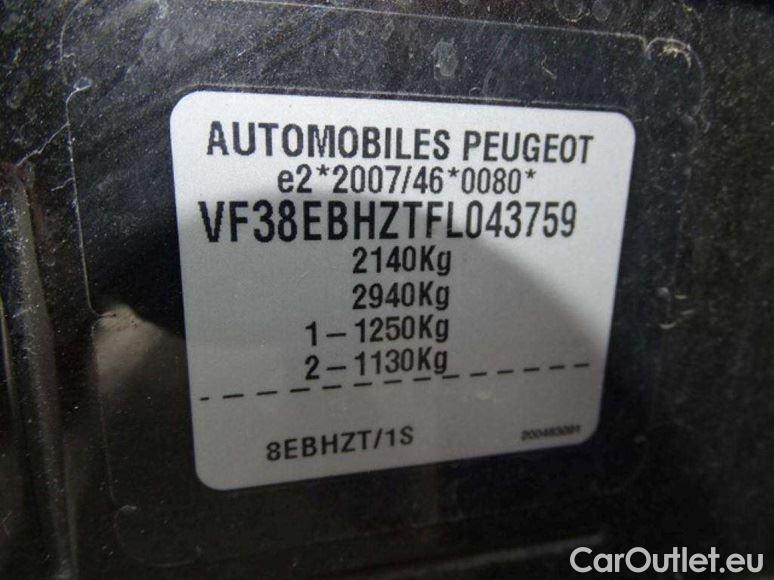 AUTOMOBILES PEUGEOT
e2*2007/46*0080*
VF38EBHZTFL043759
2140Kg
2940Kg
1-1250Kg
2-1130Kg
8EBHZT/1S
CarOutlet.eu